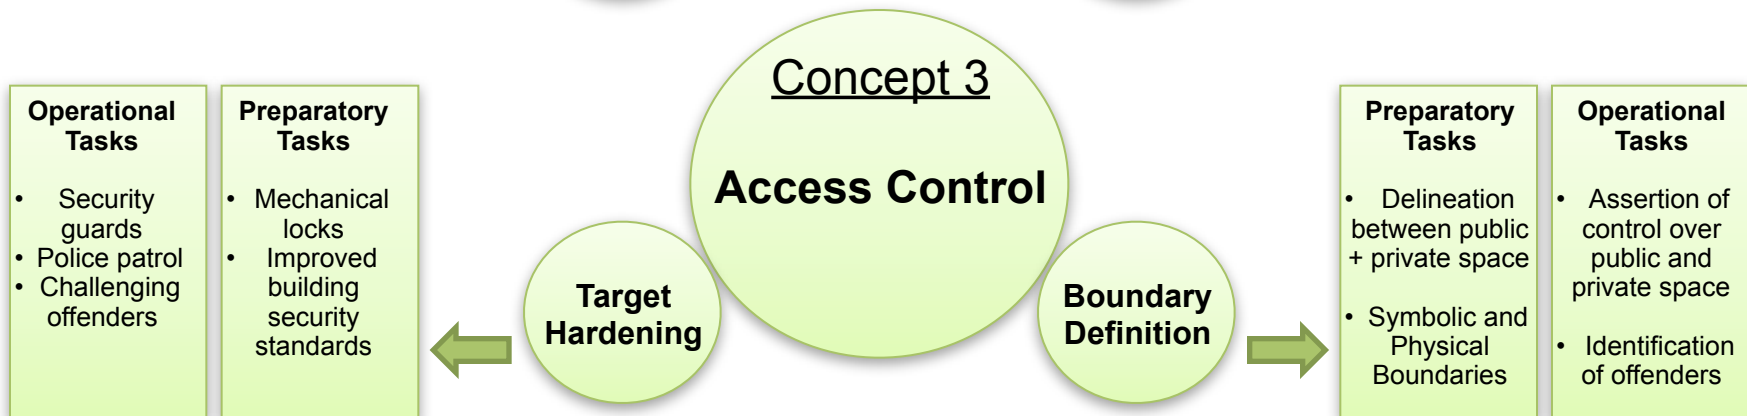 Operational
Tasks
• Security
guards
• Police patrol
• Challenging
offenders
Preparatory
Tasks
• Mechanical
locks
• Improved
building
security
standards
Target
Hardening
Concept 3
Access Control
Boundary
Definition
Preparatory
Tasks
• Delineation
between public
+ private space
• Symbolic and
Physical
Boundaries
Operational
Tasks
• Assertion of
control over
public and
private space
• Identification
of offenders